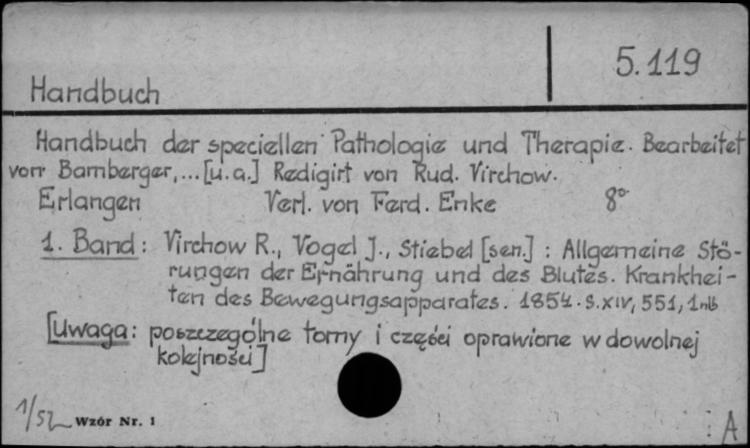 5.119
Handbuch
Handbuch der speciellen Pathologie und Therapie. Bearbeitet
von Bamberger,... [u.a.] Redigirt von Rud. Virchow.
Erlangen Verl. von Ferd. Enke 8°
1. Band: Virchow R., Vogel J., Stiebel [sen.] : Allgemeine Stö-
rungen der Ernährung und des Blutes. Krankhei-
ten des Bewegungsapparates. 1854. S.XIV, 551, 1nlb
[Uwaga: poszczególne tomy i części oprawione w dowolnej
kolejności]
1/52 Wzór Nr. 1
A